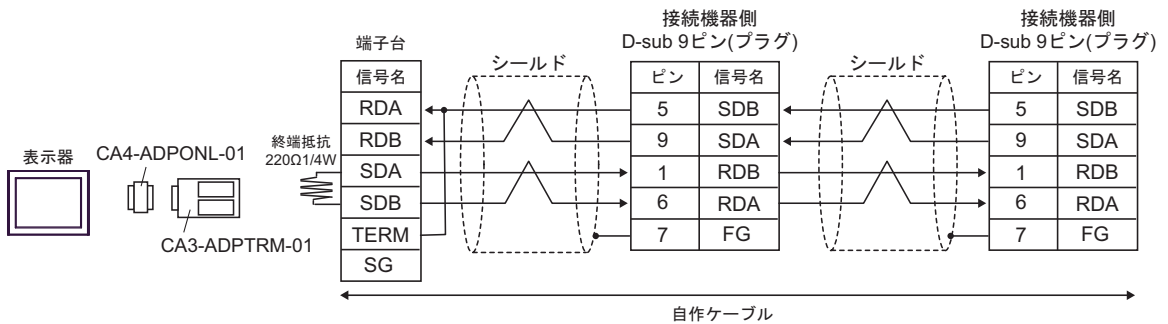 表示器
CA4-ADPONL-01
CA3-ADPTRM-01
終端抵抗
220Ω1/4W
端子台
信号名
RDA
RDB
SDA
SDB
TERM
SG
シールド
接続機器側
D-sub 9ピン(プラグ)
ピン 信号名
5 SDB
9 SDA
1 RDB
6 RDA
7 FG
シールド
接続機器側
D-sub 9ピン(プラグ)
ピン 信号名
5 SDB
9 SDA
1 RDB
6 RDA
7 FG
自作ケーブル